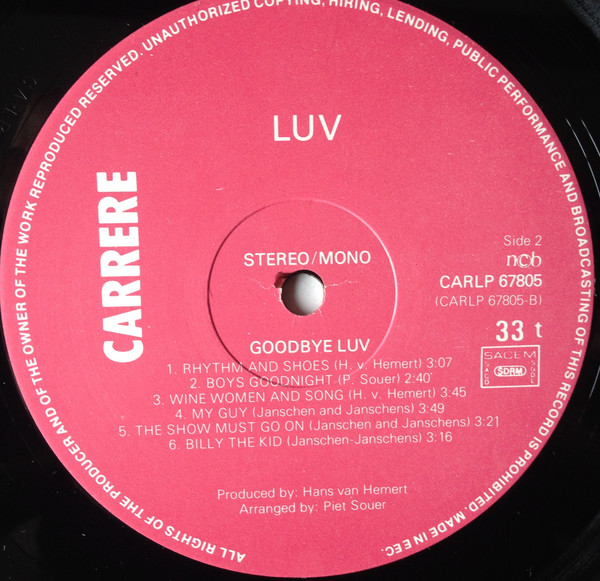 ALL RIGHTS OF THE PRODUCER AND OF THE OWNER OF THE WORK REPRODUCED RESERVED. UNAUTHORIZED COPYING, HIRING, LENDING, PUBLIC PERFORMANCE AND BROADCASTING OF THIS RECORD IS PROHIBITED. MADE IN EEC.
LUV
CARRERE
STEREO/MONO
Side 2
ncb
CARLP 67805
(CARLP 67805-B)
33 t
SACEM
SDRM
GOODBYE LUV
1. RHYTHM AND SHOES (H. v. Hemert) 3:07
2. BOYS GOODNIGHT (P. Souer) 2:40'
3. WINE WOMEN AND SONG (H. v. Hemert) 3:45
4. MY GUY (Janschen and Janschens) 3:49
5. THE SHOW MUST GO ON (Janschen and Janschens) 3:21
6. BILLY THE KID (Janschen-Janschens) 3:16
Produced by: Hans van Hemert
Arranged by: Piet Souer